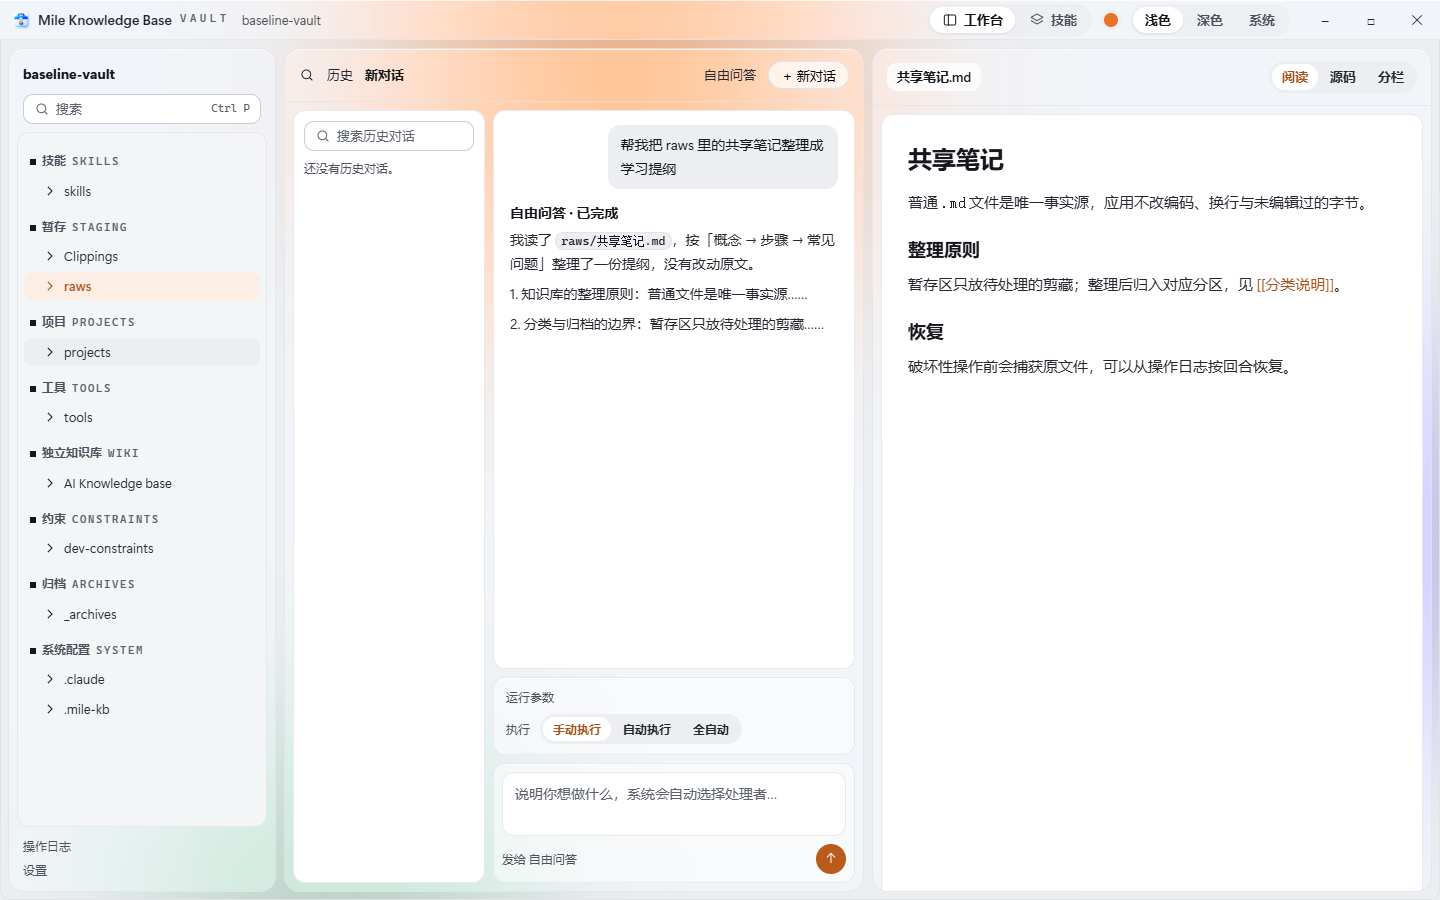 Mile Knowledge Base VAULT baseline-vault
工作台 技能 浅色 深色 系统
baseline-vault
搜索 Ctrl P
技能 SKILLS
skills
暂存 STAGING
Clippings
raws
项目 PROJECTS
projects
工具 TOOLS
tools
独立知识库 WIKI
AI Knowledge base
约束 CONSTRAINTS
dev-constraints
归档 ARCHIVES
_archives
系统配置 SYSTEM
.claude
.mile-kb
操作日志
设置
历史 新对话 自由问答 + 新对话
搜索历史对话
还没有历史对话。
帮我把 raws 里的共享笔记整理成
学习提纲
自由问答 · 已完成
我读了 raws/共享笔记.md，按「概念 → 步骤 → 常见
问题」整理了一份提纲，没有改动原文。
1. 知识库的整理原则：普通文件是唯一事实源……
2. 分类与归档的边界：暂存区只放待处理的剪藏……
运行参数
执行 手动执行 自动执行 全自动
说明你想做什么，系统会自动选择处理者...
发给 自由问答
共享笔记.md 阅读 源码 分栏
共享笔记
普通 .md 文件是唯一事实源，应用不改编码、换行与未编辑过的字节。
整理原则
暂存区只放待处理的剪藏；整理后归入对应分区，见 [[分类说明]]。
恢复
破坏性操作前会捕获原文件，可以从操作日志按回合恢复。